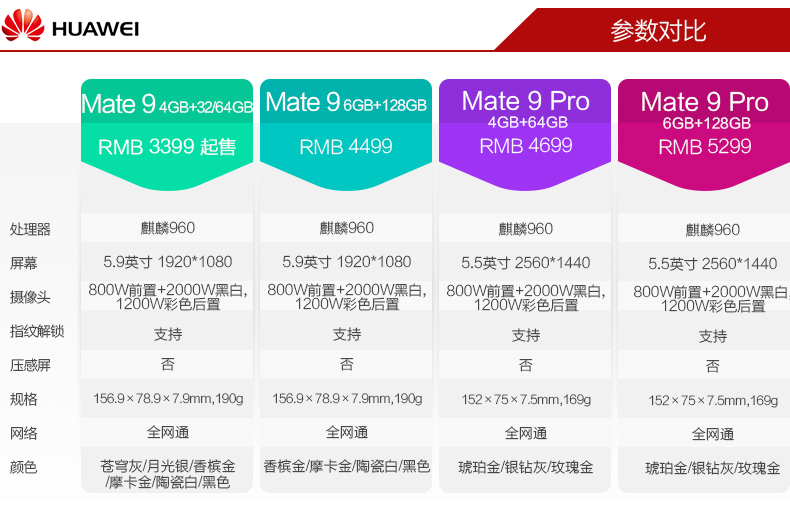 HUAWEI
参数对比
Mate 9 4GB+32/64GB
RMB 3399 起售
Mate 9 6GB+128GB
RMB 4499
Mate 9 Pro
4GB+64GB
RMB 4699
Mate 9 Pro
6GB+128GB
RMB 5299
处理器 麒麟960 麒麟960 麒麟960 麒麟960
屏幕 5.9英寸 1920*1080 5.9英寸 1920*1080 5.5英寸 2560*1440 5.5英寸 2560*1440
摄像头 800W前置+2000W黑白, 800W前置+2000W黑白, 800W前置+2000W黑白, 800W前置+2000W黑白,
1200W彩色后置 1200W彩色后置 1200W彩色后置 1200W彩色后置
指纹解锁 支持 支持 支持 支持
压感屏 否 否 否 否
规格 156.9×78.9×7.9mm,190g 156.9×78.9×7.9mm,190g 152×75×7.5mm,169g 152×75×7.5mm,169g
网络 全网通 全网通 全网通 全网通
颜色 苍穹灰/月光银/香槟金 香槟金/摩卡金/陶瓷白/黑色 琥珀金/银钻灰/玫瑰金 琥珀金/银钻灰/玫瑰金
/摩卡金/陶瓷白/黑色